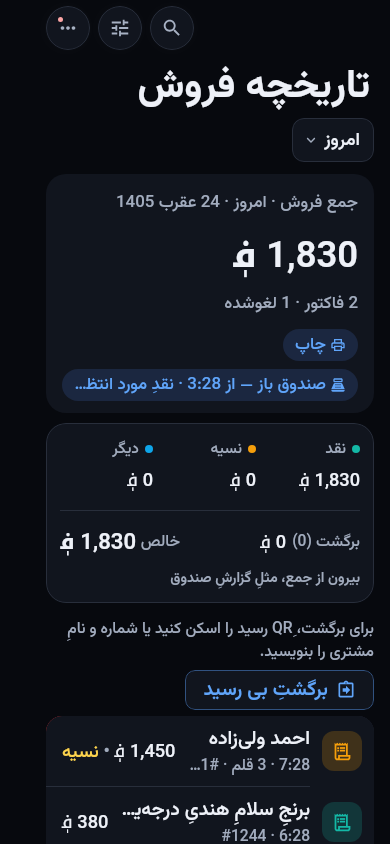 تاریخچه فروش
امروز
جمع فروش · امروز · 24 عقرب 1405
1,830 ؋
2 فاکتور · 1 لغوشده
چاپ
صندوق باز — از 3:28 · نقدِ مورد انتظ…
نقد
نسیه
دیگر
1,830 ؋
0 ؋
0 ؋
برگشت (0) 0 ؋
خالص 1,830 ؋
بیرون از جمع، مثلِ گزارشِ صندوق
برای برگشت، QRِ رسید را اسکن کنید یا شماره و نامِ
مشتری را بنویسید.
برگشتِ بی رسید
احمد ولی‌زاده
1,450 ؋ • نسیه
7:28 · 3 قلم · #1…
برنجِ سلامِ هندیِ درجه‌ی…
380 ؋
6:28 · #1244